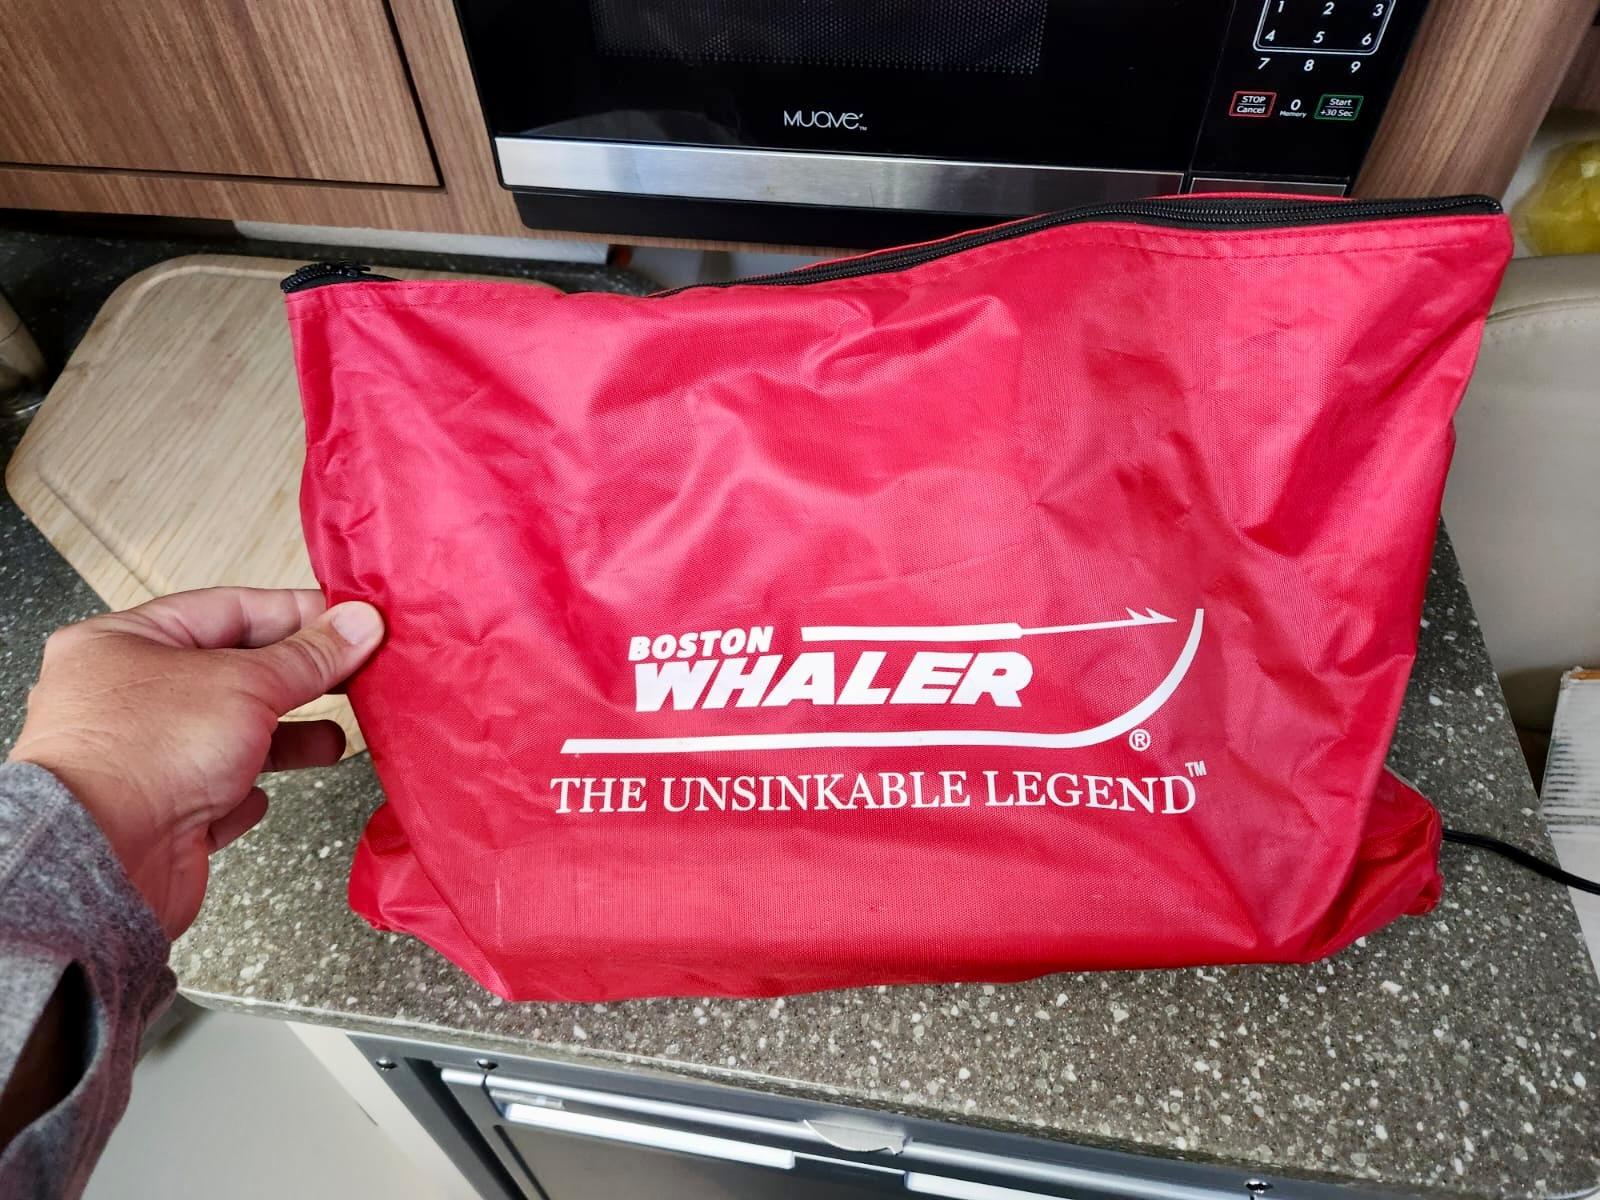 1 2 3
4 5 6
7 8 9
STOP
Cancel
0
Memory
Start
+30 Sec
MUAVE™
BOSTON
WHALER
®
THE UNSINKABLE LEGEND™